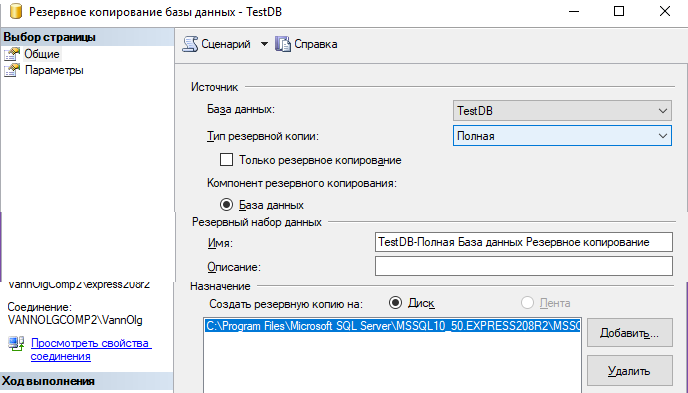 Резервное копирование базы данных - TestDB
Выбор страницы
Общие
Параметры
Сценарий Справка
Источник
База данных: TestDB
Тип резервной копии: Полная
Только резервное копирование
Компонент резервного копирования:
База данных
Резервный набор данных
Имя: TestDB-Полная База данных Резервное копирование
Описание:
Назначение
Создать резервную копию на: Диск Лента
C:\Program Files\Microsoft SQL Server\MSSQL10_50.EXPRESS208R2\MSSQ
Добавить...
Удалить
VannOlgComp2\express208r2
Соединение:
VANNOLGCOMP2\VannOlg
Просмотреть свойства
соединения
Ход выполнения